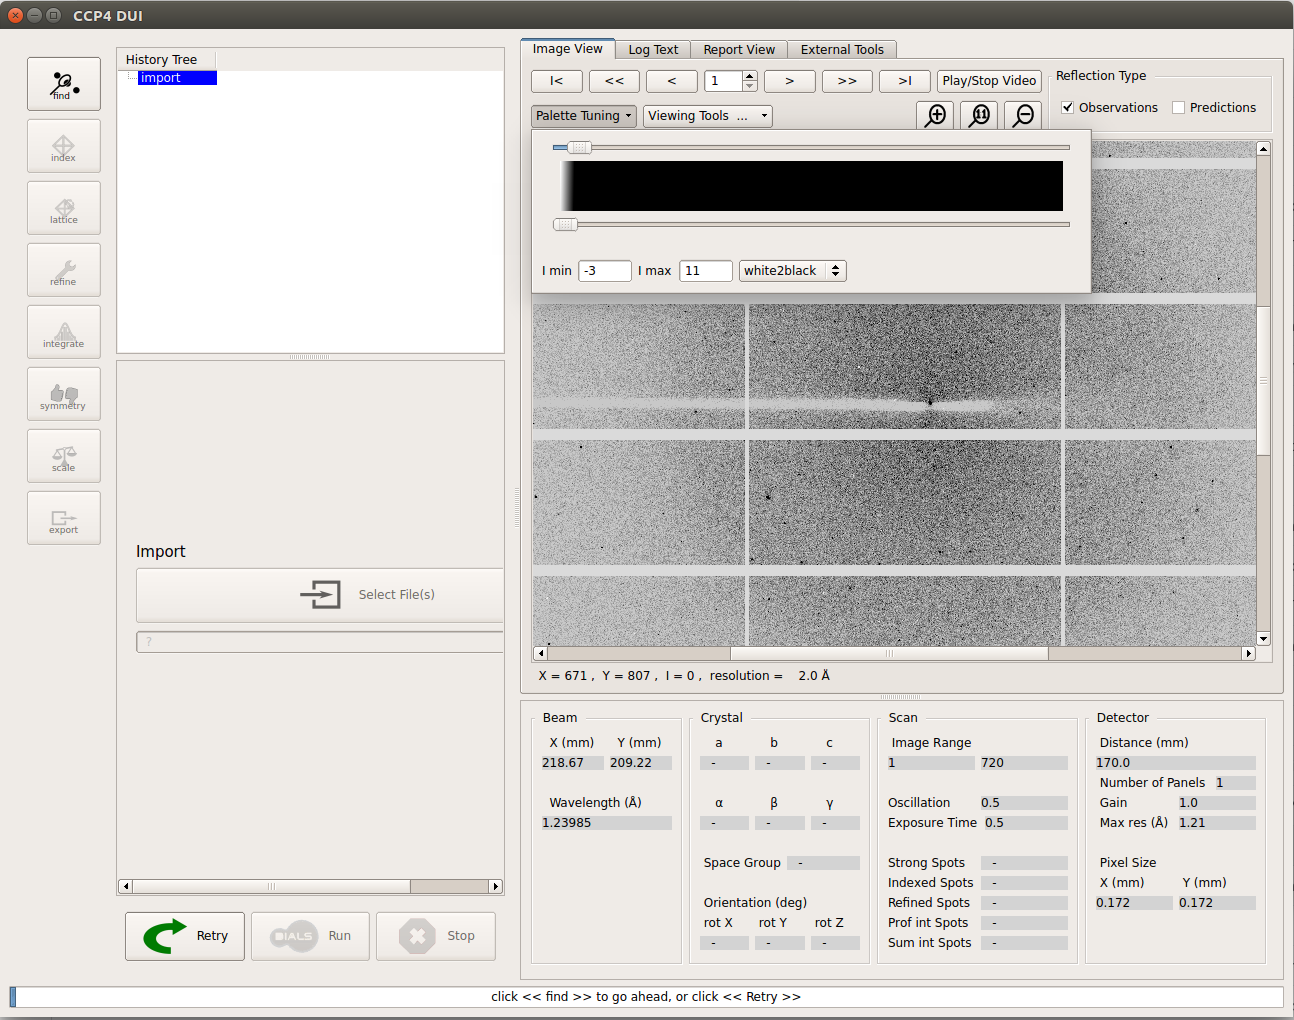 CCP4 DUI
find
index
lattice
refine
integrate
symmetry
scale
export
History Tree
import
Import
Select File(s)
?
Retry
DIALS Run
Stop
Image View Log Text Report View External Tools
I< << < 1 > >> >I Play/Stop Video
Reflection Type
Observations Predictions
Palette Tuning Viewing Tools ...
I min -3 I max 11 white2black
X = 671 , Y = 807 , I = 0 , resolution = 2.0 Å
Beam
X (mm) Y (mm)
218.67 209.22
Wavelength (Å)
1.23985
Crystal
a b c
- - -
α β γ
- - -
Space Group -
Orientation (deg)
rot X rot Y rot Z
- - -
Scan
Image Range
1 720
Oscillation 0.5
Exposure Time 0.5
Strong Spots -
Indexed Spots -
Refined Spots -
Prof int Spots -
Sum int Spots -
Detector
Distance (mm)
170.0
Number of Panels 1
Gain 1.0
Max res (Å) 1.21
Pixel Size
X (mm) Y (mm)
0.172 0.172
click << find >> to go ahead, or click << Retry >>